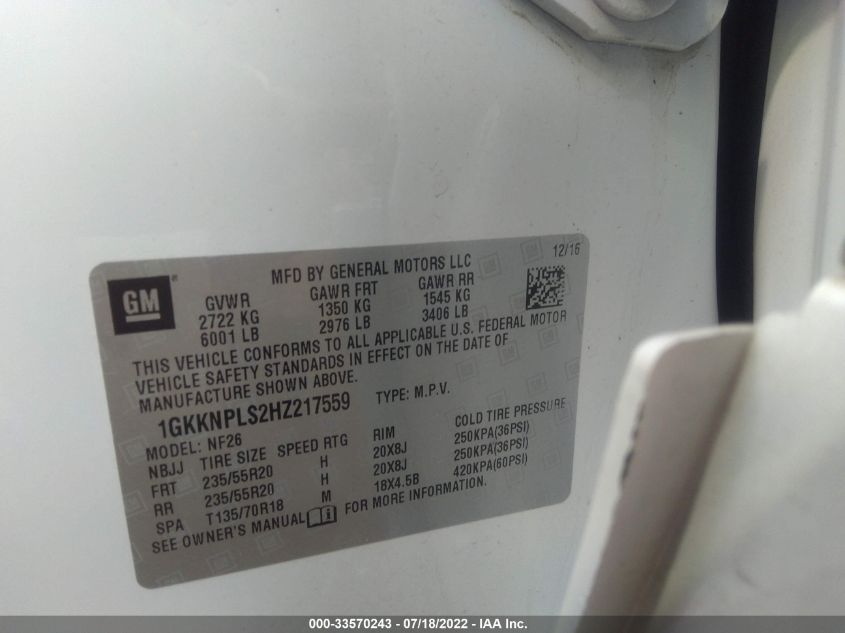 12/16
MFD BY GENERAL MOTORS LLC
GM
GVWR GAWR FRT GAWR RR
2722 KG 1350 KG 1545 KG
6001 LB 2976 LB 3406 LB
THIS VEHICLE CONFORMS TO ALL APPLICABLE U.S. FEDERAL MOTOR
VEHICLE SAFETY STANDARDS IN EFFECT ON THE DATE OF
MANUFACTURE SHOWN ABOVE.
1GKKNPLS2HZ217559 TYPE: M.P.V.
MODEL: NF26
NBJJ TIRE SIZE SPEED RTG RIM COLD TIRE PRESSURE
FRT 235/55R20 H 20X8J 250KPA(36PSI)
RR 235/55R20 H 20X8J 250KPA(36PSI)
SPA T135/70R18 M 18X4.5B 420KPA(60PSI)
SEE OWNER'S MANUAL FOR MORE INFORMATION.
000-33570243 - 07/18/2022 - IAA Inc.